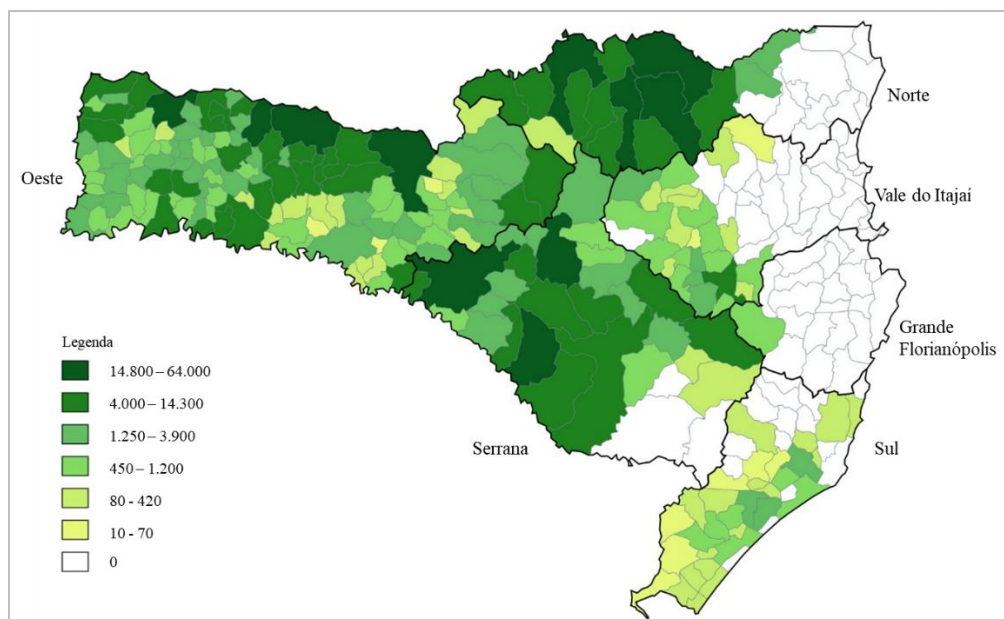 Norte
Oeste
Vale do Itajaí
Grande
Florianópolis
Legenda
14.800 – 64.000
4.000 – 14.300
1.250 – 3.900
450 – 1.200
80 - 420
10 - 70
0
Serrana
Sul